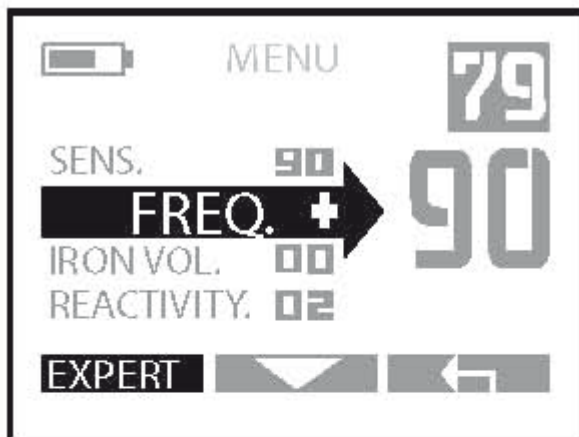 MENU
79
SENS. 90
90
FREQ. +
IRON VOL. 00
REACTIVITY. 02
EXPERT